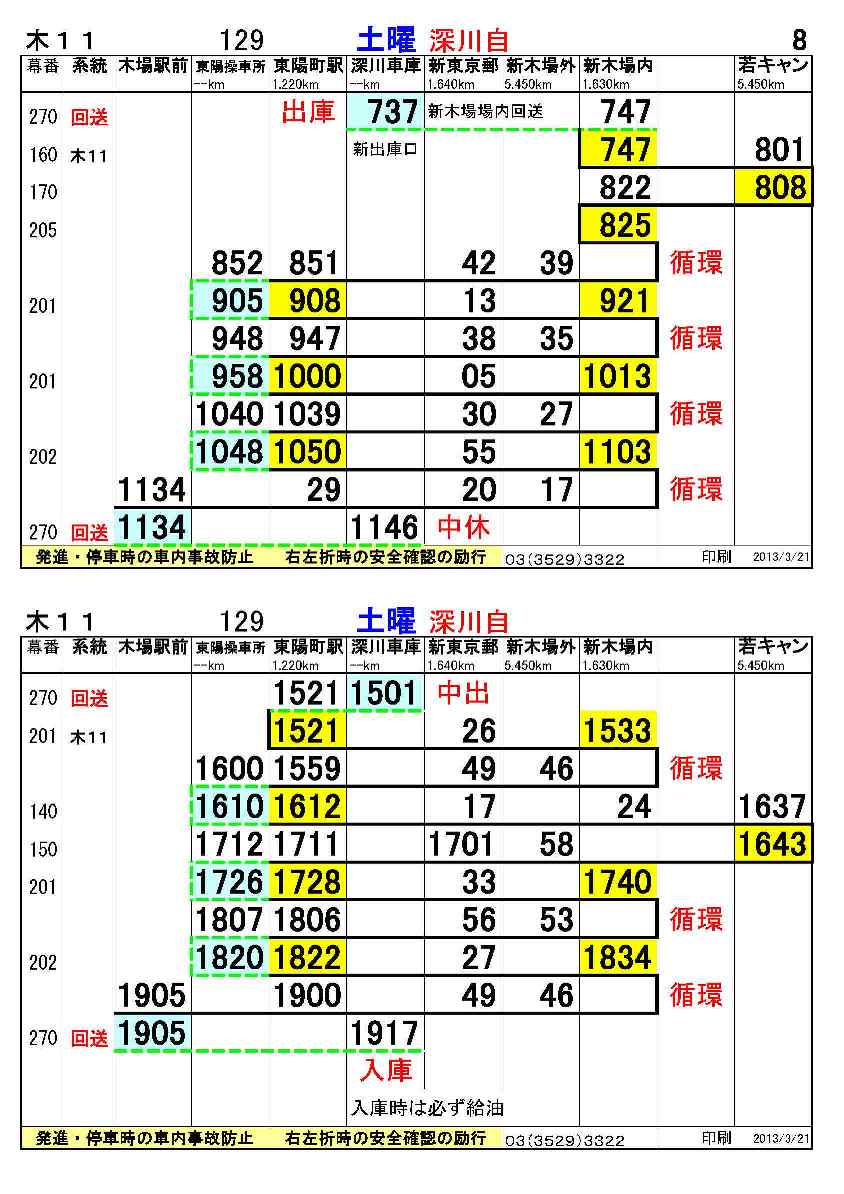 木１１ 129 土曜 深川自 8
幕番 系統 木場駅前 東陽操車所 東陽町駅 深川車庫 新東京郵 新木場外 新木場内 若キャン
--km 1.220km --km 1.640km 5.450km 1.630km 5.450km
270 回送 出庫 737 新木場場内回送 747
160 木11 新出庫口 747 801
170 822 808
205 825
852 851 42 39 循環
201 905 908 13 921
948 947 38 35 循環
201 958 1000 05 1013
1040 1039 30 27 循環
202 1048 1050 55 1103
1134 29 20 17 循環
270 回送 1134 1146 中休
発進・停車時の車内事故防止 右左折時の安全確認の励行 03(3529)3322 印刷 2013/3/21
木１１ 129 土曜 深川自
幕番 系統 木場駅前 東陽操車所 東陽町駅 深川車庫 新東京郵 新木場外 新木場内 若キャン
--km 1.220km --km 1.640km 5.450km 1.630km 5.450km
270 回送 1521 1501 中出
201 木11 1521 26 1533
1600 1559 49 46 循環
140 1610 1612 17 24 1637
150 1712 1711 1701 58 1643
201 1726 1728 33 1740
1807 1806 56 53 循環
202 1820 1822 27 1834
1905 1900 49 46 循環
270 回送 1905 1917
入庫
入庫時は必ず給油
発進・停車時の車内事故防止 右左折時の安全確認の励行 03(3529)3322 印刷 2013/3/21